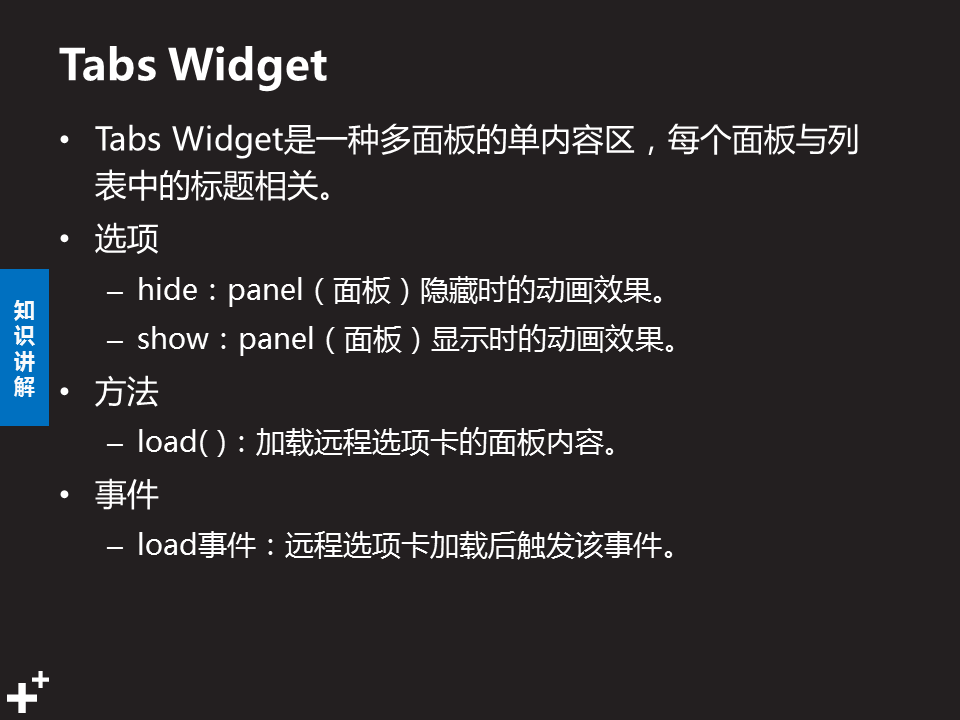 Tabs Widget
• Tabs Widget是一种多面板的单内容区，每个面板与列
表中的标题相关。
• 选项
– hide：panel（面板）隐藏时的动画效果。
– show：panel（面板）显示时的动画效果。
• 方法
– load( )：加载远程选项卡的面板内容。
• 事件
– load事件：远程选项卡加载后触发该事件。
知
识
讲
解